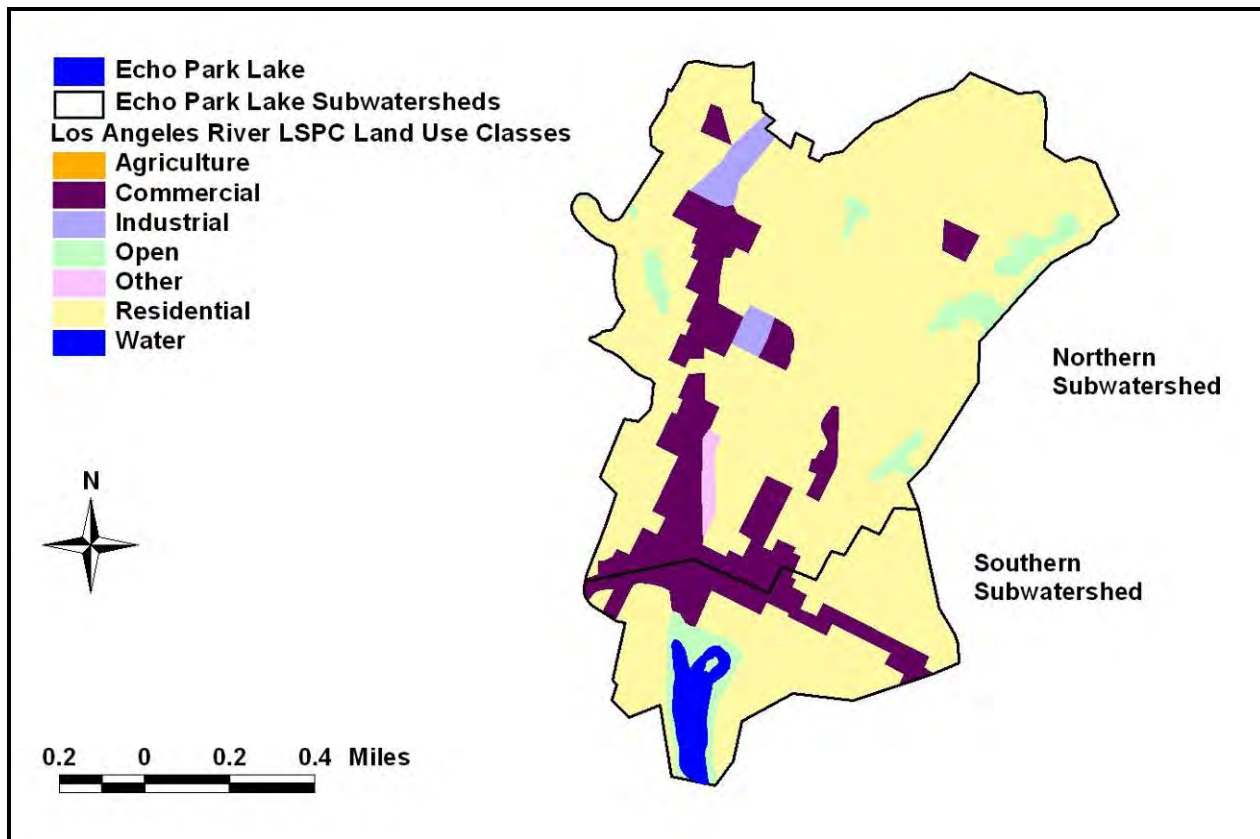 Echo Park Lake
Echo Park Lake Subwatersheds
Los Angeles River LSPC Land Use Classes
Agriculture
Commercial
Industrial
Open
Other
Residential
Water
Northern
Subwatershed
N
Southern
Subwatershed
0.2 0 0.2 0.4 Miles